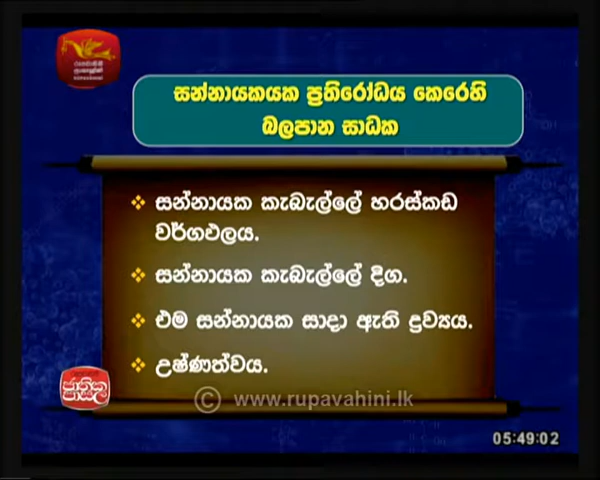 සන්නායකයක ප්‍රතිරෝධය කෙරෙහි
බලපාන සාධක
❖ සන්නායක කැබැල්ලේ හරස්කඩ
වර්ගඵලය.
❖ සන්නායක කැබැල්ලේ දිග.
❖ එම සන්නායක සාදා ඇති ද්‍රව්‍යය.
❖ උෂ්ණත්වය.
ජාතික
පාසල
© www.rupavahini.lk
05:49:02